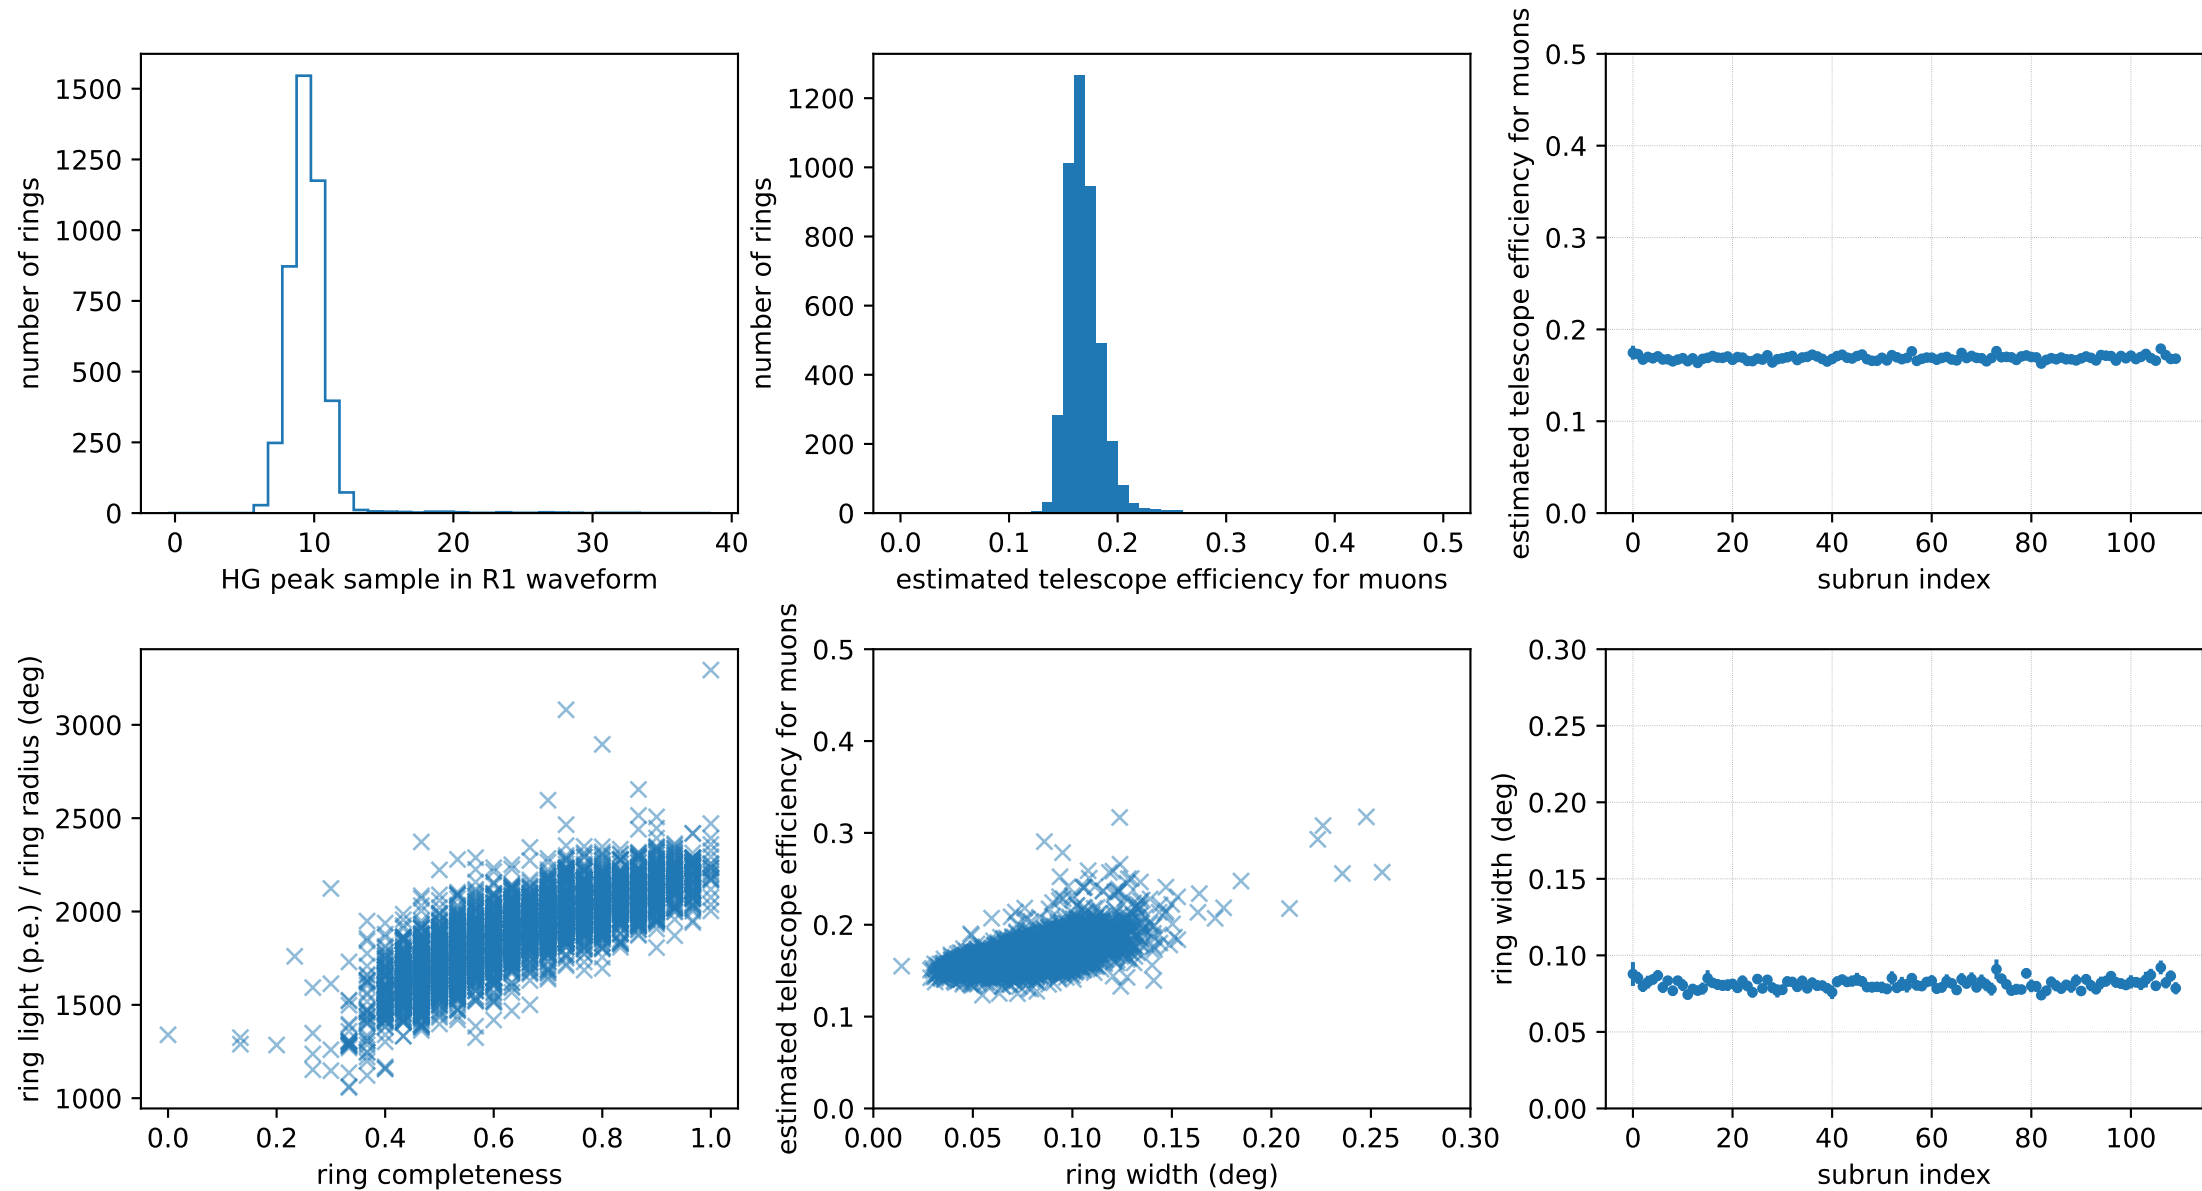 1500
1250
1000
750
500
250
0
number of rings
0 10 20 30 40
HG peak sample in R1 waveform
1200
1000
800
600
400
200
0
number of rings
0.0 0.1 0.2 0.3 0.4 0.5
estimated telescope efficiency for muons
0.5
0.4
0.3
0.2
0.1
0.0
estimated telescope efficiency for muons
0 20 40 60 80 100
subrun index
3000
2500
2000
1500
1000
ring light (p.e.) / ring radius (deg)
0.0 0.2 0.4 0.6 0.8 1.0
ring completeness
0.5
0.4
0.3
0.2
0.1
0.0
estimated telescope efficiency for muons
0.00 0.05 0.10 0.15 0.20 0.25 0.30
ring width (deg)
0.30
0.25
0.20
0.15
0.10
0.05
0.00
ring width (deg)
0 20 40 60 80 100
subrun index